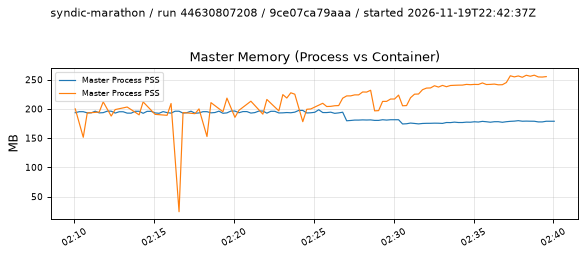 syndic-marathon / run 44630807208 / 9ce07ca79aaa / started 2026-11-19T22:42:37Z
Master Memory (Process vs Container)
Master Process PSS
Master Process PSS
MB
250
200
150
100
50
02:10
02:15
02:20
02:25
02:30
02:35
02:40